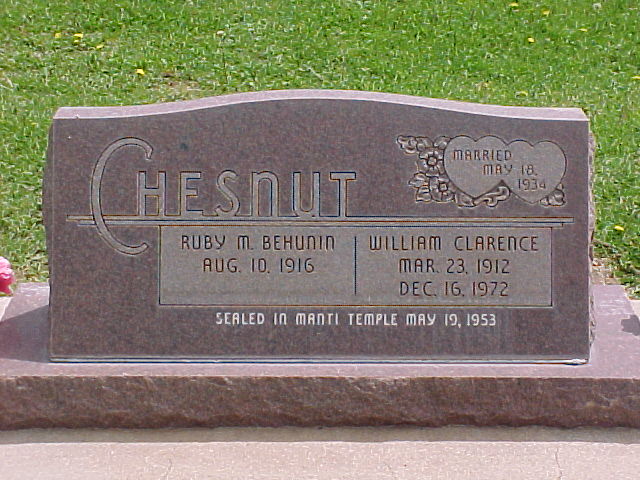 CHESNUT
MARRIED
MAY 18,
1934
RUBY M. BEHUNIN
AUG. 10, 1916
WILLIAM CLARENCE
MAR. 23, 1912
DEC. 16, 1972
SEALED IN MANTI TEMPLE MAY 19, 1953